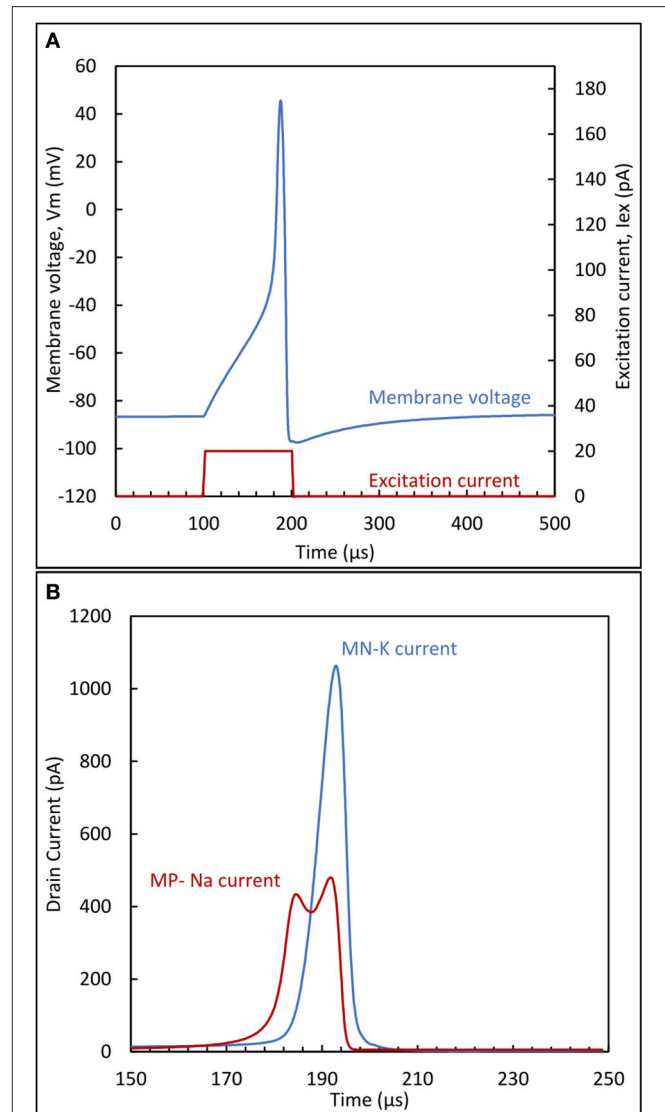 A
60
40
20
0
-20
-40
-60
-80
-100
-120
Membrane voltage, Vm (mV)
180
160
140
120
100
80
60
40
20
0
Excitation current, Iex (pA)
Membrane voltage
Excitation current
0 100 200 300 400 500
Time (µs)
B
1200
1000
800
600
400
200
0
Drain Current (pA)
MN-K current
MP- Na current
150 170 190 210 230 250
Time (µs)